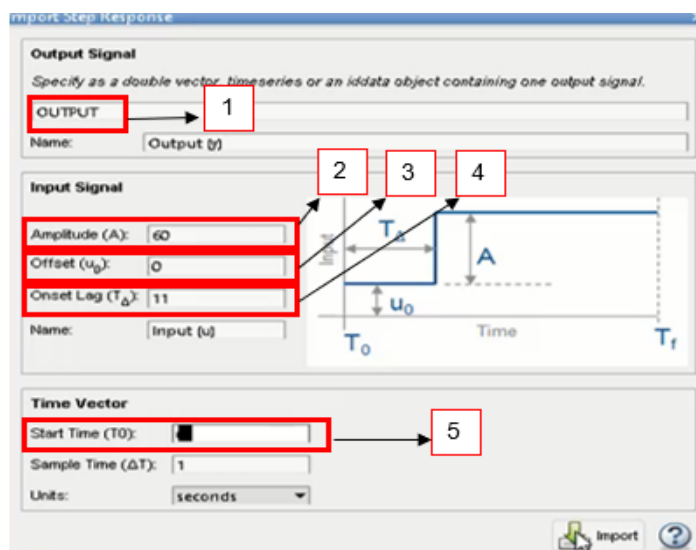 Import Step Response
Output Signal
Specify as a double vector, timeseries or an iddata object containing one output signal.
OUTPUT
1
Name: Output (y)
2 3 4
Input Signal
Amplitude (A): 60
Offset (u0): 0
Onset Lag (TΔ): 11
Name: Input (u)
Input
TΔ
A
u0
Time
T0
Tf
Time Vector
Start Time (T0):
5
Sample Time (ΔT): 1
Units: seconds
Import ?